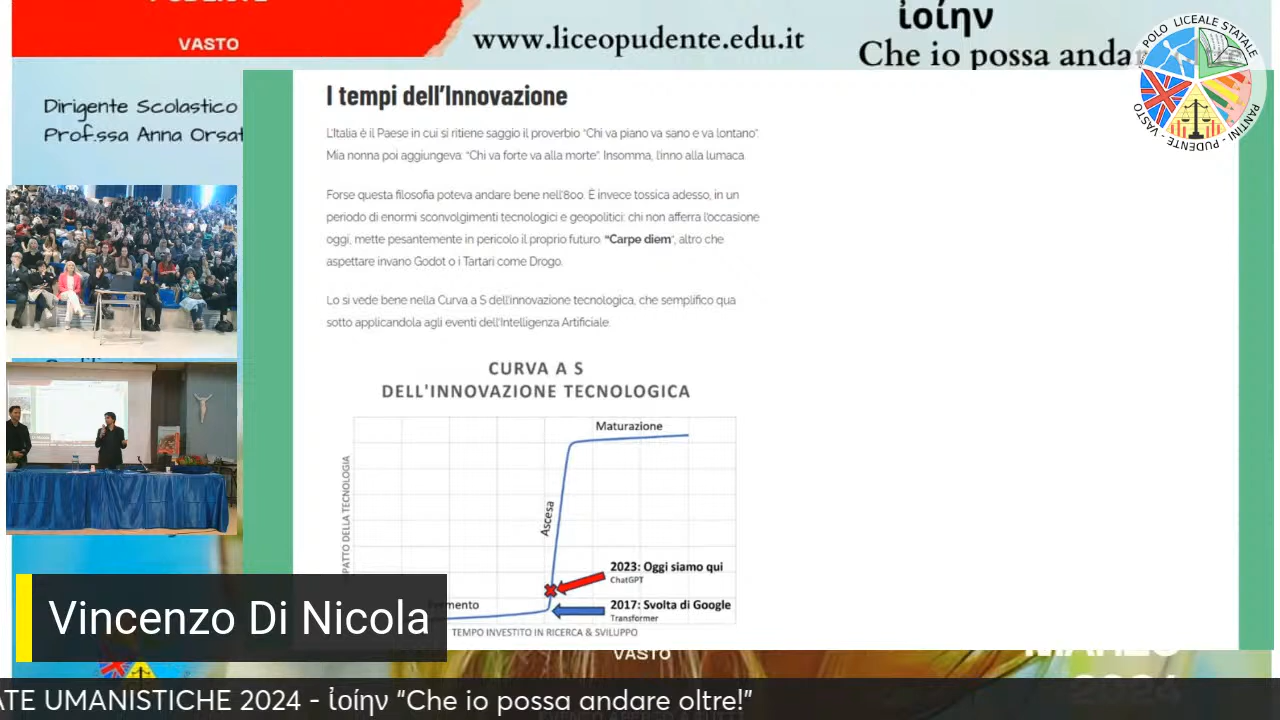 VASTO
www.liceopudente.edu.it
ἰοίην
Che io possa andar
POLO LICEALE STATALE
PANTINI - PUDENTE - VASTO
Dirigente Scolastico
Prof.ssa Anna Orsat
I tempi dell'Innovazione
L'Italia è il Paese in cui si ritiene saggio il proverbio "Chi va piano va sano e va lontano".
Mia nonna poi aggiungeva: "Chi va forte va alla morte". Insomma, l'inno alla lumaca.
Forse questa filosofia poteva andare bene nell'800. È invece tossica adesso, in un
periodo di enormi sconvolgimenti tecnologici e geopolitici: chi non afferra l'occasione
oggi, mette pesantemente in pericolo il proprio futuro. "Carpe diem", altro che
aspettare invano Godot o i Tartari come Drogo.
Lo si vede bene nella Curva a S dell'innovazione tecnologica, che semplifico qua
sotto applicandola agli eventi dell'Intelligenza Artificiale.
CURVA A S
DELL'INNOVAZIONE TECNOLOGICA
Maturazione
PATTO DELLA TECNOLOGIA
Ascesa
2023: Oggi siamo qui
ChatGPT
2017: Svolta di Google
Transformer
rmento
TEMPO INVESTITO IN RICERCA & SVILUPPO
Vincenzo Di Nicola
VASTO
2024
ATE UMANISTICHE 2024 - ἰοίην "Che io possa andare oltre!"